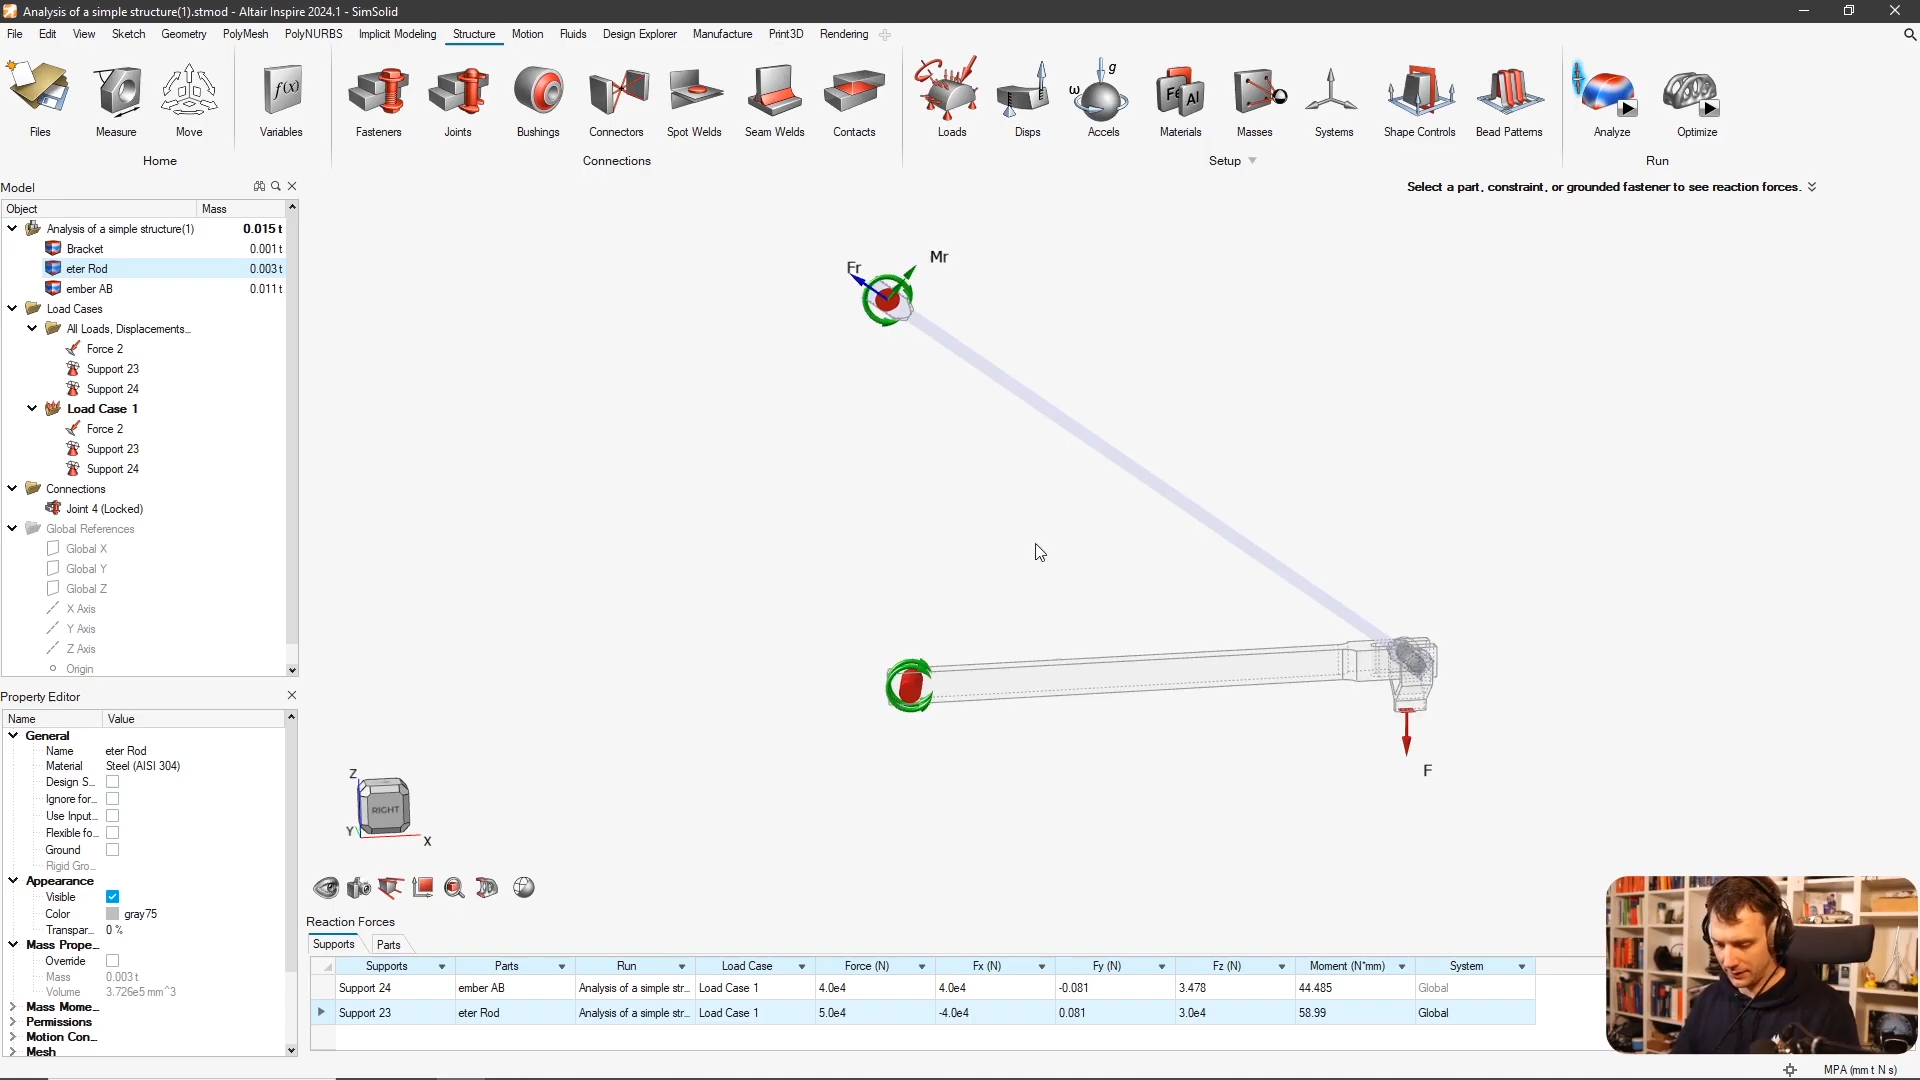 Analysis of a simple structure(1).stmod - Altair Inspire 2024.1 - SimSolid
File Edit View Sketch Geometry PolyMesh PolyNURBS Implicit Modeling Structure Motion Fluids Design Explorer Manufacture Print3D Rendering
f(x) g ω Fe Al
Files Measure Move Variables Fasteners Joints Bushings Connectors Spot Welds Seam Welds Contacts Loads Disps Accels Materials Masses Systems Shape Controls Bead Patterns Analyze Optimize
Home Connections Setup Run
Model
Select a part, constraint, or grounded fastener to see reaction forces.
Object Mass
Analysis of a simple structure(1) 0.015 t
Bracket 0.001 t
eter Rod 0.003 t
ember AB 0.011 t
Load Cases
All Loads, Displacements...
Force 2
Support 23
Support 24
Load Case 1
Force 2
Support 23
Support 24
Connections
Joint 4 (Locked)
Global References
Global X
Global Y
Global Z
X Axis
Y Axis
Z Axis
Origin
Fr Mr
F
Z
RIGHT
Y
X
Property Editor
Name Value
General
Name eter Rod
Material Steel (AISI 304)
Design S...
Ignore for...
Use Input...
Flexible fo...
Ground
Rigid Gro...
Appearance
Visible
Color gray75
Transpar... 0 %
Mass Prope...
Override
Mass 0.003 t
Volume 3.726e5 mm^3
Mass Mome...
Permissions
Motion Con...
Mesh
Reaction Forces
Supports Parts
Supports Parts Run Load Case Force (N) Fx (N) Fy (N) Fz (N) Moment (N*mm) System
Support 24 ember AB Analysis of a simple str... Load Case 1 4.0e4 4.0e4 -0.081 3.478 44.485 Global
Support 23 eter Rod Analysis of a simple str... Load Case 1 5.0e4 -4.0e4 0.081 3.0e4 58.99 Global
MPA (mm t N s)